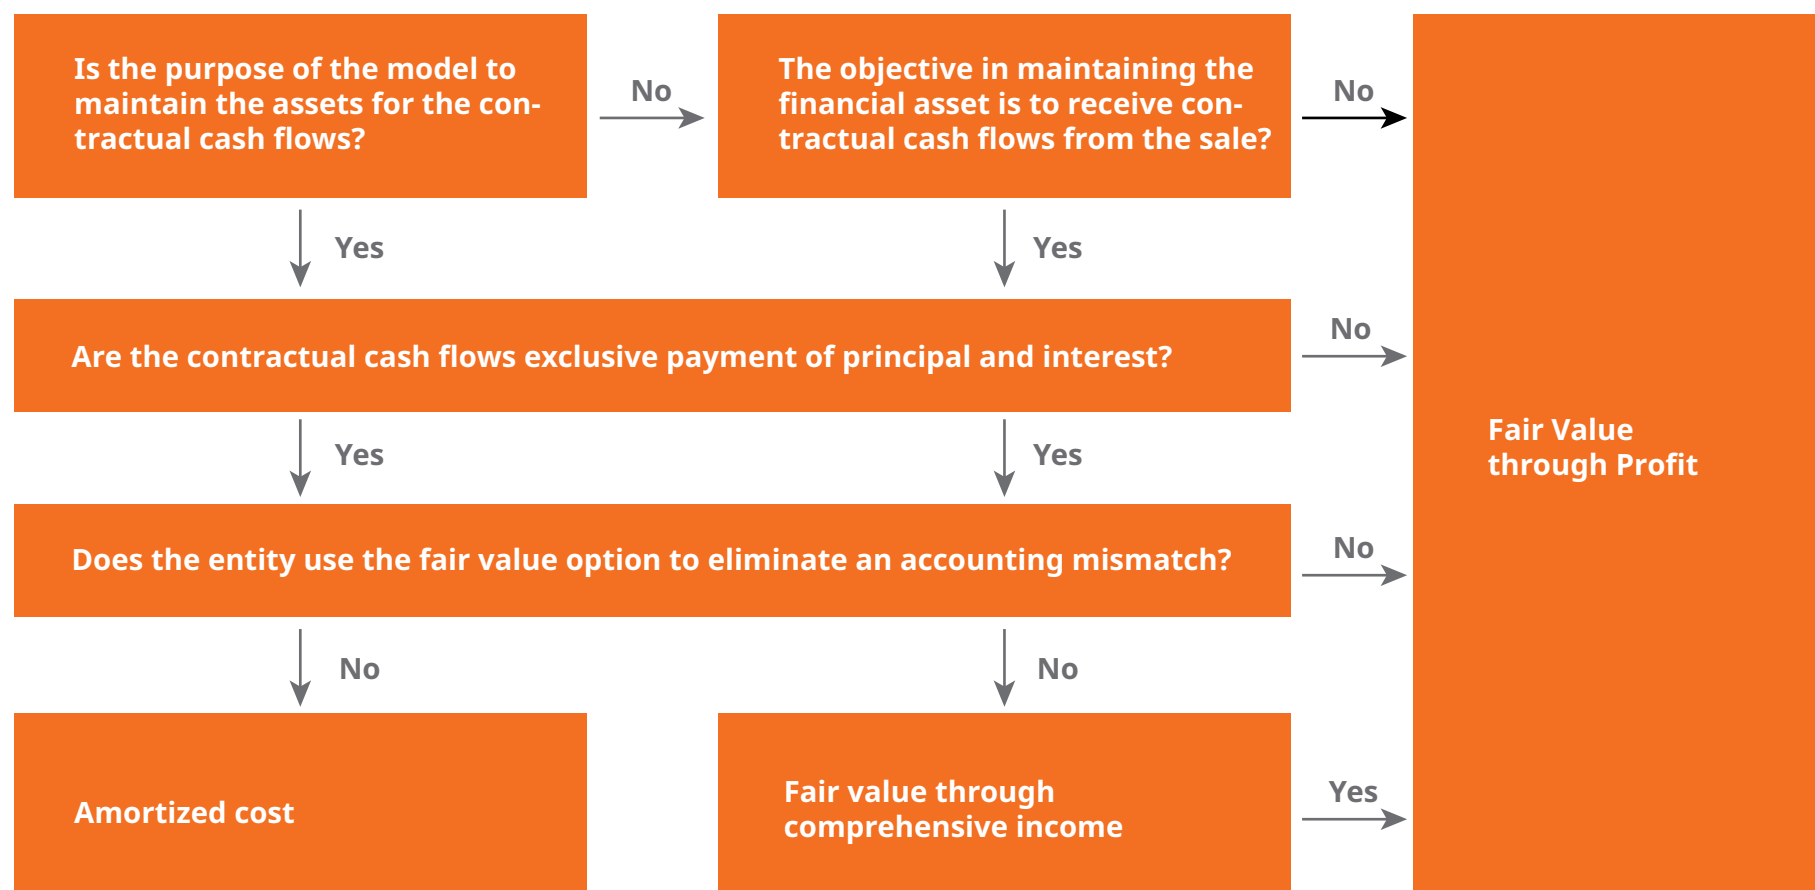 Is the purpose of the model to
maintain the assets for the con-
tractual cash flows?
No
The objective in maintaining the
financial asset is to receive con-
tractual cash flows from the sale?
No
Yes
Yes
Are the contractual cash flows exclusive payment of principal and interest?
No
Yes
Yes
Fair Value
through Profit
Does the entity use the fair value option to eliminate an accounting mismatch?
No
No
No
Amortized cost
Fair value through
comprehensive income
Yes